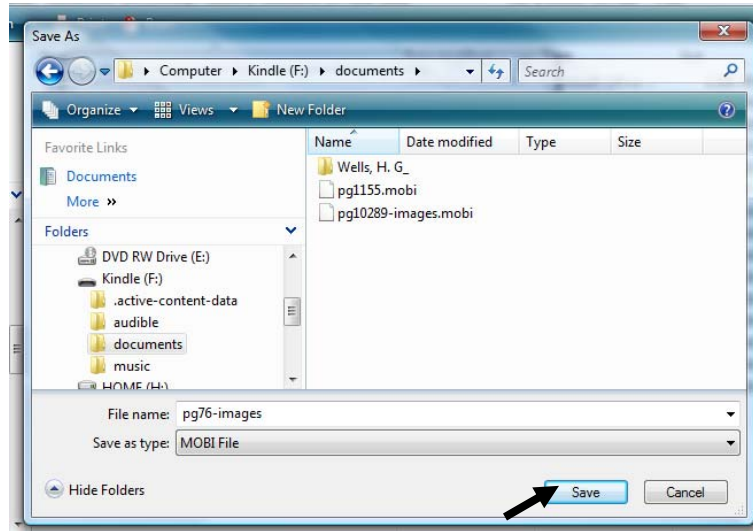 Save As
Computer Kindle (F:) documents Search
Organize Views New Folder
Favorite Links
Documents
More »
Folders
DVD RW Drive (E:)
Kindle (F:)
.active-content-data
audible
documents
music
HOME (H:)
Name Date modified Type Size
Wells, H. G_
pg1155.mobi
pg10289-images.mobi
File name: pg76-images
Save as type: MOBI File
Hide Folders Save Cancel